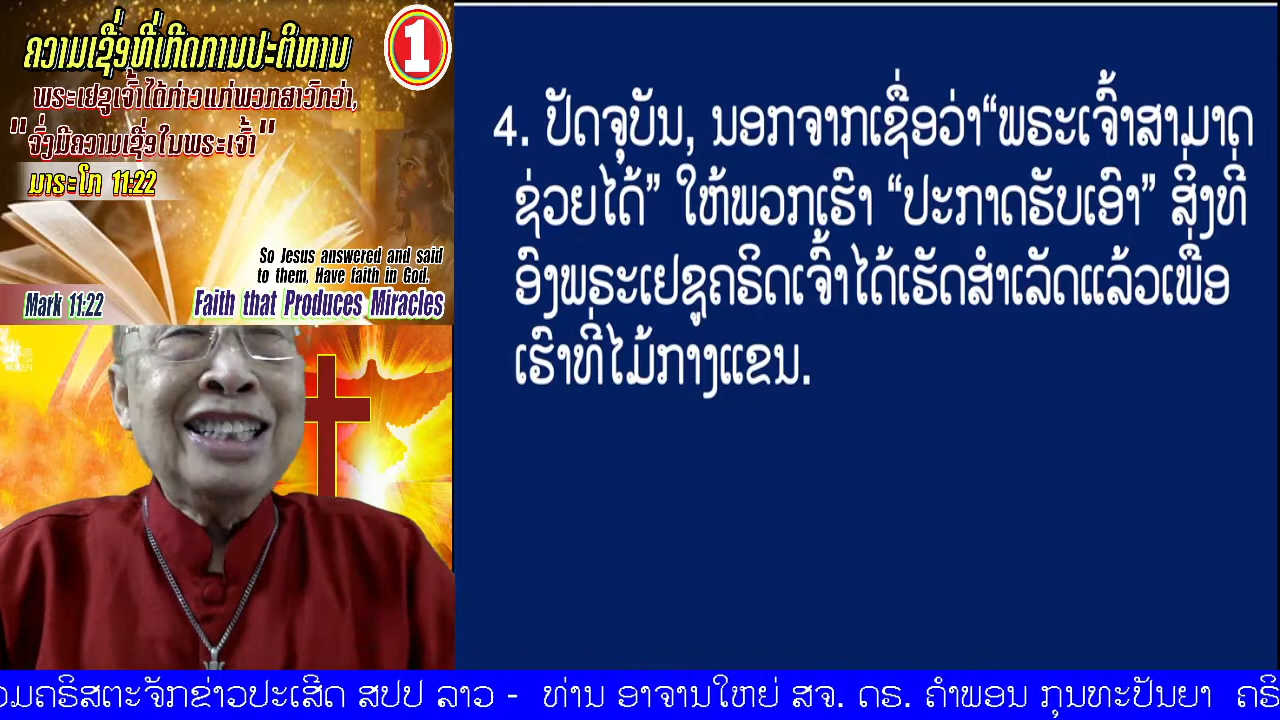 ຄວາມເຊື່ອທີ່ເກີດການປະຕິຫານ
1
ພຣະເຢຊູເຈົ້າໄດ້ກ່າວແກ່ພວກສາວົກວ່າ,
"ຈົ່ງມີຄວາມເຊື່ອໃນພຣະເຈົ້າ"
ມາຣະໂກ 11:22
So Jesus answered and said
to them, Have faith in God.
Mark 11:22
Faith that Produces Miracles
4. ປັດຈຸບັນ, ນອກຈາກເຊື່ອວ່າ“ພຣະເຈົ້າສາມາດ
ຊ່ວຍໄດ້” ໃຫ້ພວກເຮົາ “ປະກາດຮັບເອົາ” ສິ່ງທີ່
ອົງພຣະເຢຊູຄຣິດເຈົ້າໄດ້ເຮັດສຳເລັດແລ້ວເພື່ອ
ເຮົາທີ່ໄມ້ກາງແຂນ.
ວມຄຣິສຕະຈັກຂ່າວປະເສີດ ສປປ ລາວ - ທ່ານ ອາຈານໃຫຍ່ ສຈ. ດຣ. ຄຳພອນ ກຸນທະປັນຍາ ຄຣິ